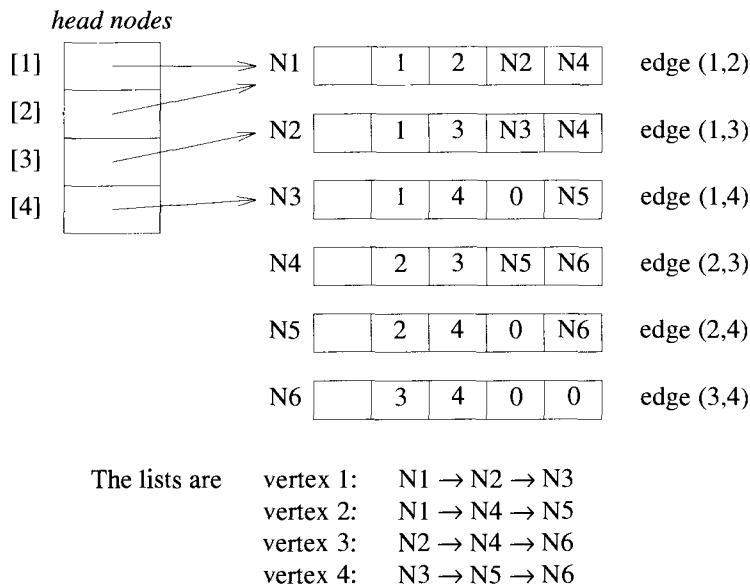 head nodes
[1] N1 1 2 N2 N4 edge (1,2)
[2]
N2 1 3 N3 N4 edge (1,3)
[3]
[4] N3 1 4 0 N5 edge (1,4)
N4 2 3 N5 N6 edge (2,3)
N5 2 4 0 N6 edge (2,4)
N6 3 4 0 0 edge (3,4)
The lists are vertex 1: N1 → N2 → N3
vertex 2: N1 → N4 → N5
vertex 3: N2 → N4 → N6
vertex 4: N3 → N5 → N6